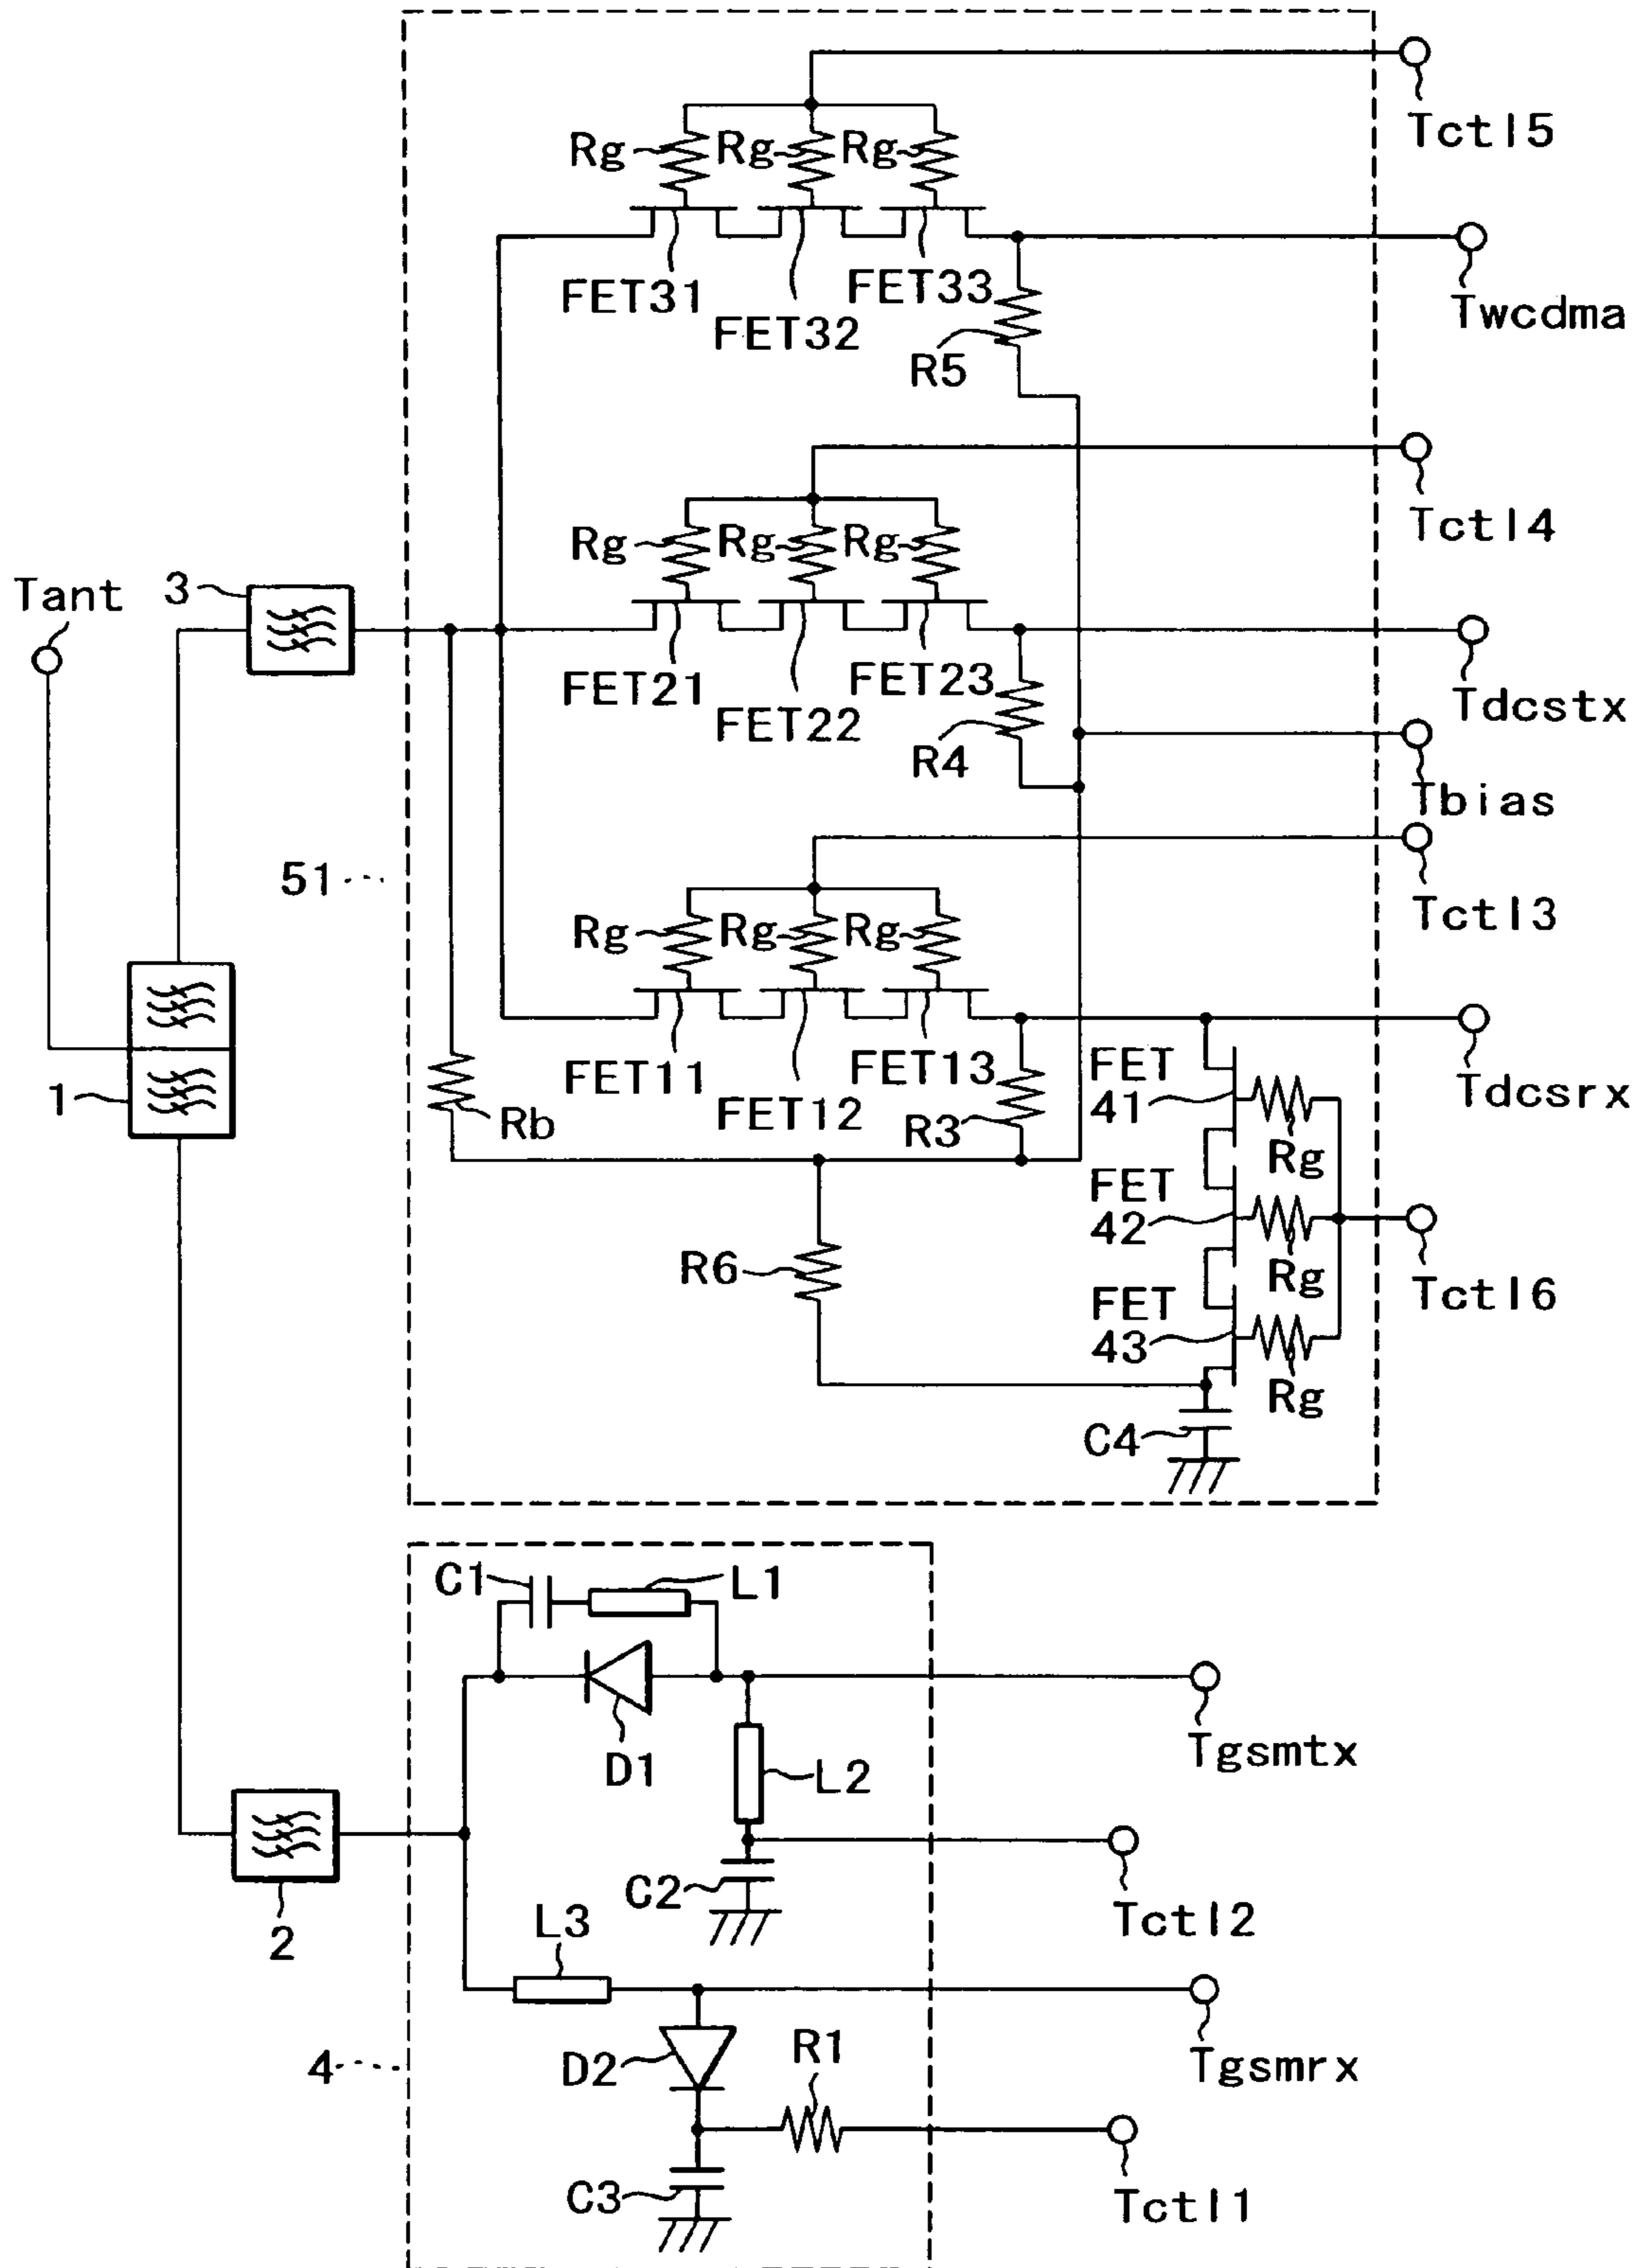 Tctl5
Rg Rg Rg
FET31 FET32 FET33
Twcdma
R5
Tctl4
Rg Rg Rg
Tant
3
FET21 FET22 FET23
Tdcstx
R4
Tbias
51
Tctl3
Rg Rg Rg
1
FET11 FET12 FET13
FET
41
Tdcsrx
Rb
R3
Rg
FET
42
R6
Rg
Tctl6
FET
43
Rg
C4
C1
L1
D1
Tgsmtx
L2
C2
2
Tctl2
L3
4
D2
R1
Tgsmrx
C3
Tctl1